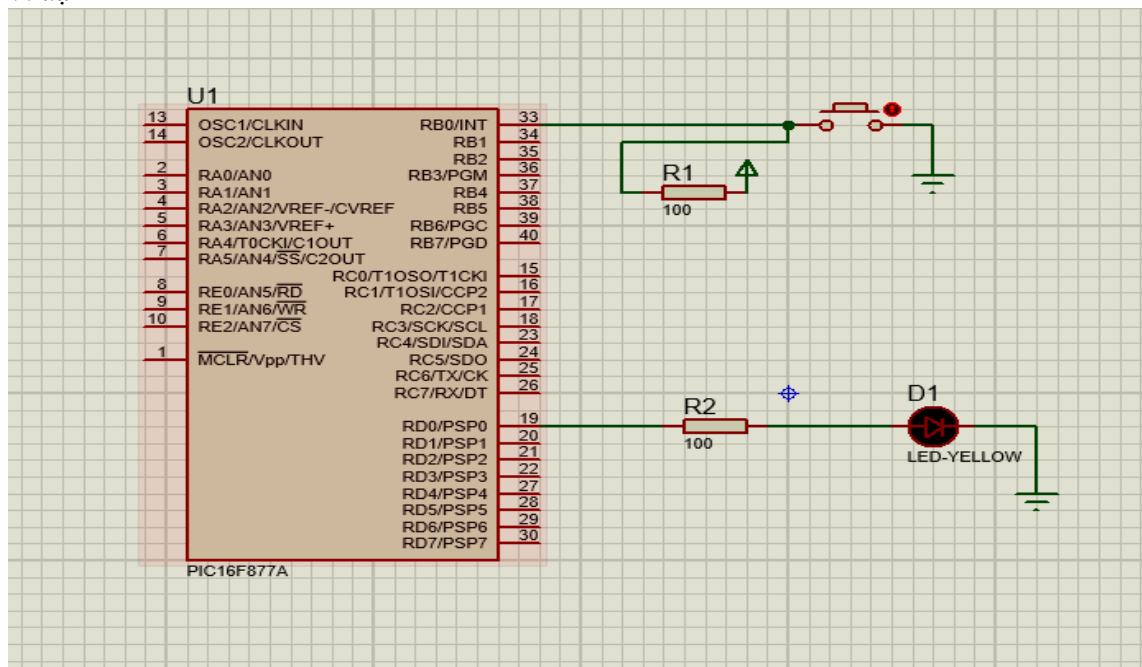 U1
13 OSC1/CLKIN RB0/INT 33
14 OSC2/CLKOUT RB1 34
RB2 35
2 RA0/AN0 RB3/PGM 36
3 RA1/AN1 RB4 37
4 RA2/AN2/VREF-/CVREF RB5 38
5 RA3/AN3/VREF+ RB6/PGC 39
6 RA4/T0CKI/C1OUT RB7/PGD 40
7 RA5/AN4/SS/C2OUT
RC0/T1OSO/T1CKI 15
8 RE0/AN5/RD RC1/T1OSI/CCP2 16
9 RE1/AN6/WR RC2/CCP1 17
10 RE2/AN7/CS RC3/SCK/SCL 18
RC4/SDI/SDA 23
1 MCLR/Vpp/THV RC5/SDO 24
RC6/TX/CK 25
RC7/RX/DT 26
RD0/PSP0 19
RD1/PSP1 20
RD2/PSP2 21
RD3/PSP3 22
RD4/PSP4 27
RD5/PSP5 28
RD6/PSP6 29
RD7/PSP7 30
PIC16F877A
R1
100
R2
100
D1
LED-YELLOW